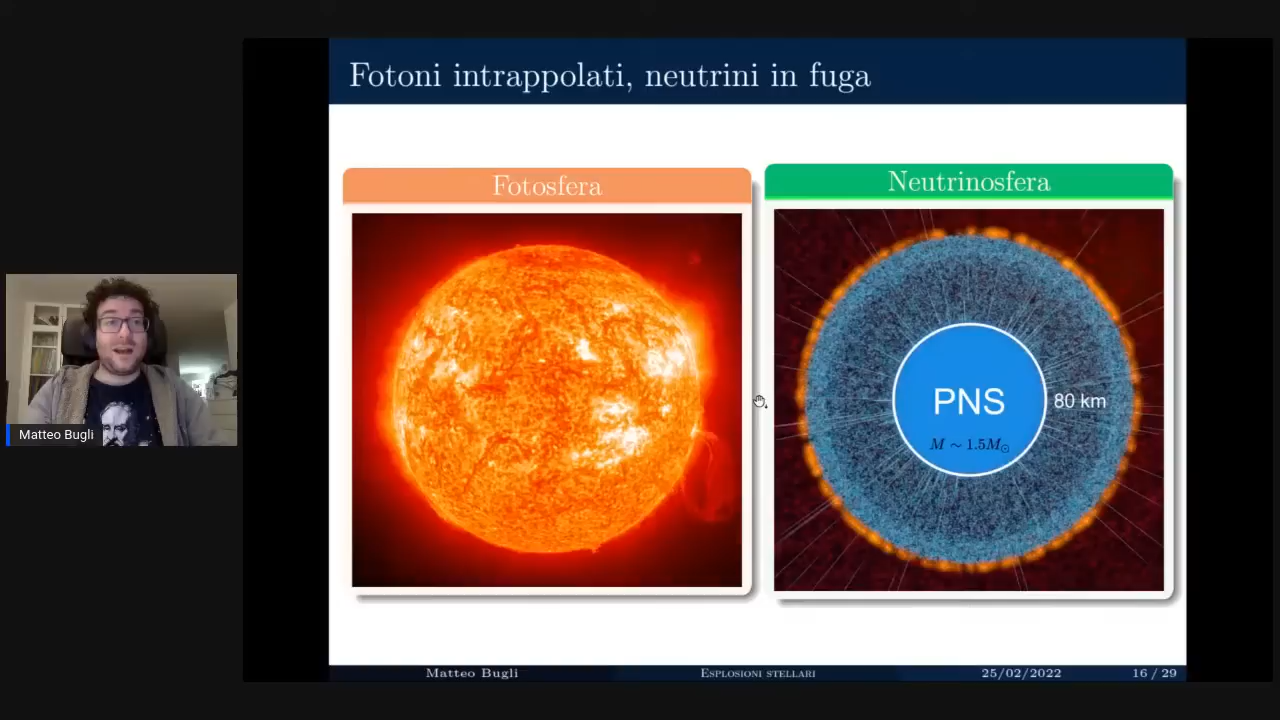 Fotoni intrappolati, neutrini in fuga
Fotosfera
Neutrinosfera
PNS
80 km
M ∼ 1.5M⊙
Matteo Bugli
Matteo Bugli
Esplosioni stellari
25/02/2022
16 / 29